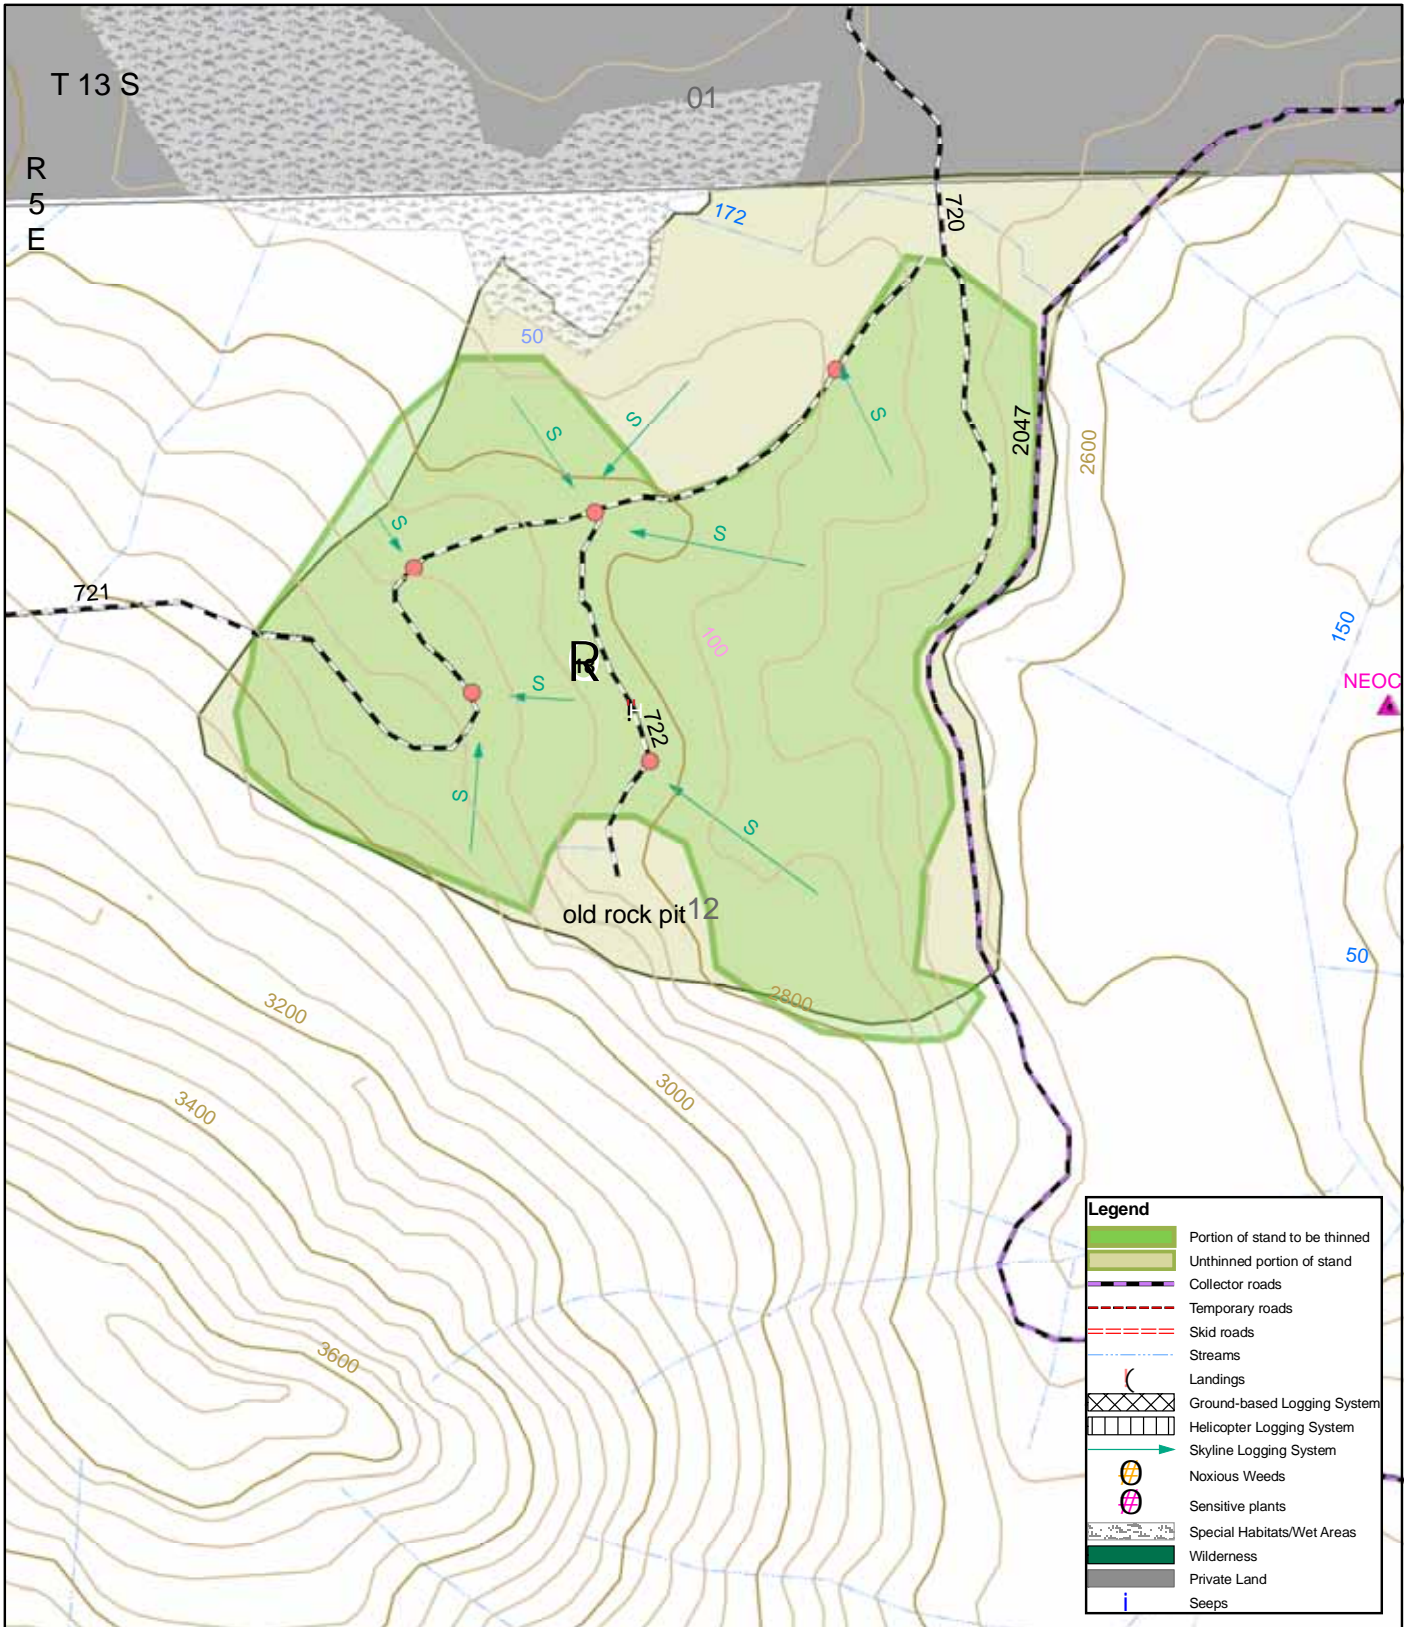 T 13 S
01
R
5
E
172
720
50
S
S
S
2047
2600
S
S
721
100
150
R
NEOC
S
722
S
S
old rock pit
12
50
2800
3200
3000
3400
3600
Legend
Portion of stand to be thinned
Unthinned portion of stand
Collector roads
Temporary roads
Skid roads
Streams
Landings
Ground-based Logging System
Helicopter Logging System
Skyline Logging System
Noxious Weeds
Sensitive plants
Special Habitats/Wet Areas
Wilderness
Private Land
i Seeps